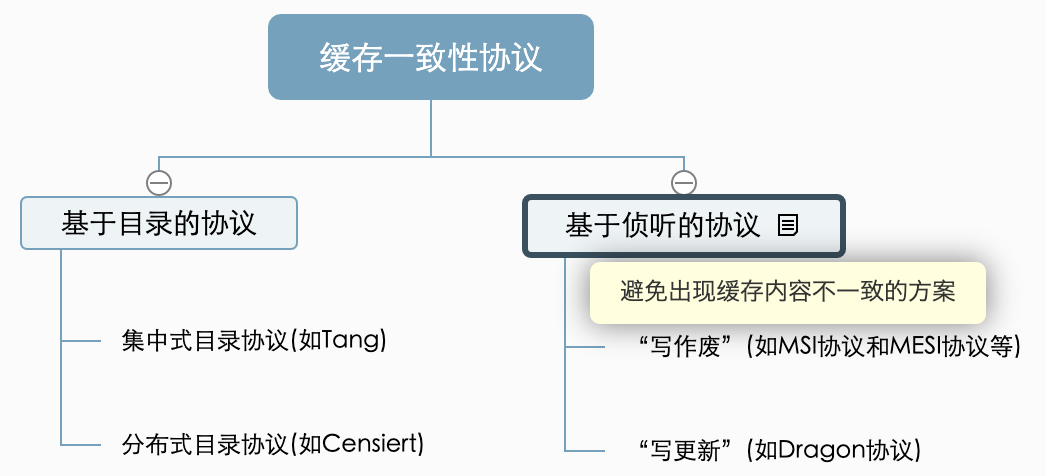 缓存一致性协议
基于目录的协议
基于侦听的协议
避免出现缓存内容不一致的方案
集中式目录协议(如Tang)
“写作废”(如MSI协议和MESI协议等)
分布式目录协议(如Censiert)
“写更新”(如Dragon协议)